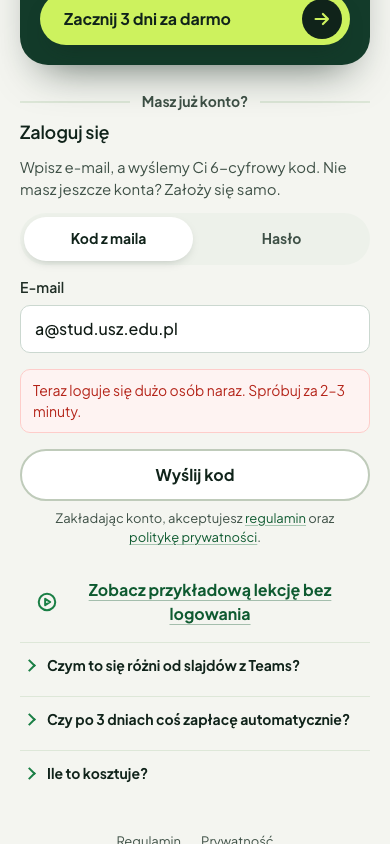 Zacznij 3 dni za darmo
Masz już konto?
Zaloguj się
Wpisz e-mail, a wyślemy Ci 6–cyfrowy kod. Nie
masz jeszcze konta? Założy się samo.
Kod z maila
Hasło
E-mail
a@stud.usz.edu.pl
Teraz loguje się dużo osób naraz. Spróbuj za 2–3
minuty.
Wyślij kod
Zakładając konto, akceptujesz regulamin oraz
politykę prywatności.
Zobacz przykładową lekcję bez
logowania
Czym to się różni od slajdów z Teams?
Czy po 3 dniach coś zapłacę automatycznie?
Ile to kosztuje?
Regulamin Prywatność